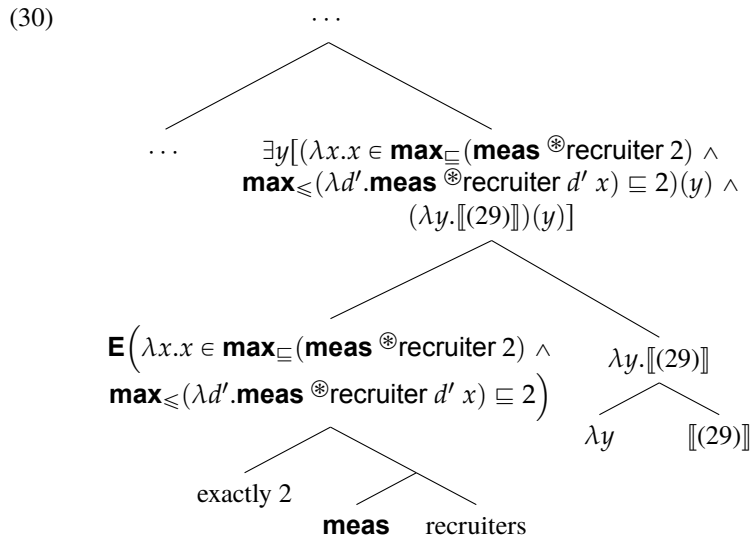 (30) ⋯
⋯ ∃y[(λx.x ∈ max⊑(meas ⊛recruiter 2) ∧
max⩽(λd′.meas ⊛recruiter d′ x) ⊑ 2)(y) ∧
(λy.⟦(29)⟧)(y)]
E(λx.x ∈ max⊑(meas ⊛recruiter 2) ∧
max⩽(λd′.meas ⊛recruiter d′ x) ⊑ 2)
λy.⟦(29)⟧
λy ⟦(29)⟧
exactly 2
meas recruiters